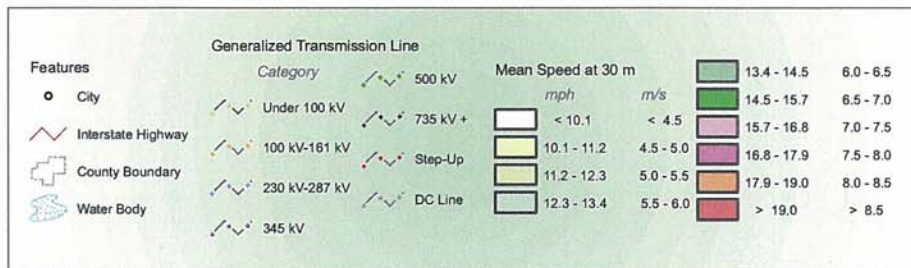 Features
City
Interstate Highway
County Boundary
Water Body
Generalized Transmission Line
Category
Under 100 kV
100 kV-161 kV
230 kV-287 kV
345 kV
500 kV
735 kV +
Step-Up
DC Line
Mean Speed at 30 m
mph m/s
< 10.1 < 4.5
10.1 - 11.2 4.5 - 5.0
11.2 - 12.3 5.0 - 5.5
12.3 - 13.4 5.5 - 6.0
13.4 - 14.5 6.0 - 6.5
14.5 - 15.7 6.5 - 7.0
15.7 - 16.8 7.0 - 7.5
16.8 - 17.9 7.5 - 8.0
17.9 - 19.0 8.0 - 8.5
> 19.0 > 8.5